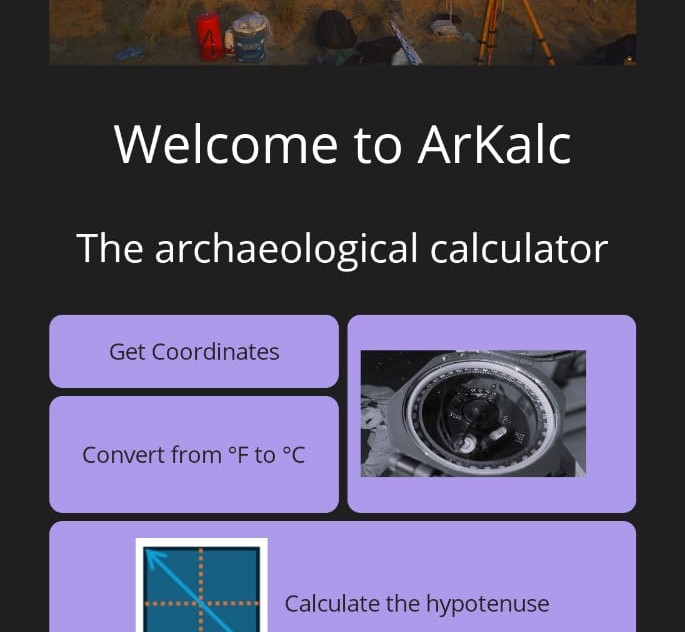 Welcome to ArKalc
The archaeological calculator
Get Coordinates
Convert from °F to °C
Calculate the hypotenuse